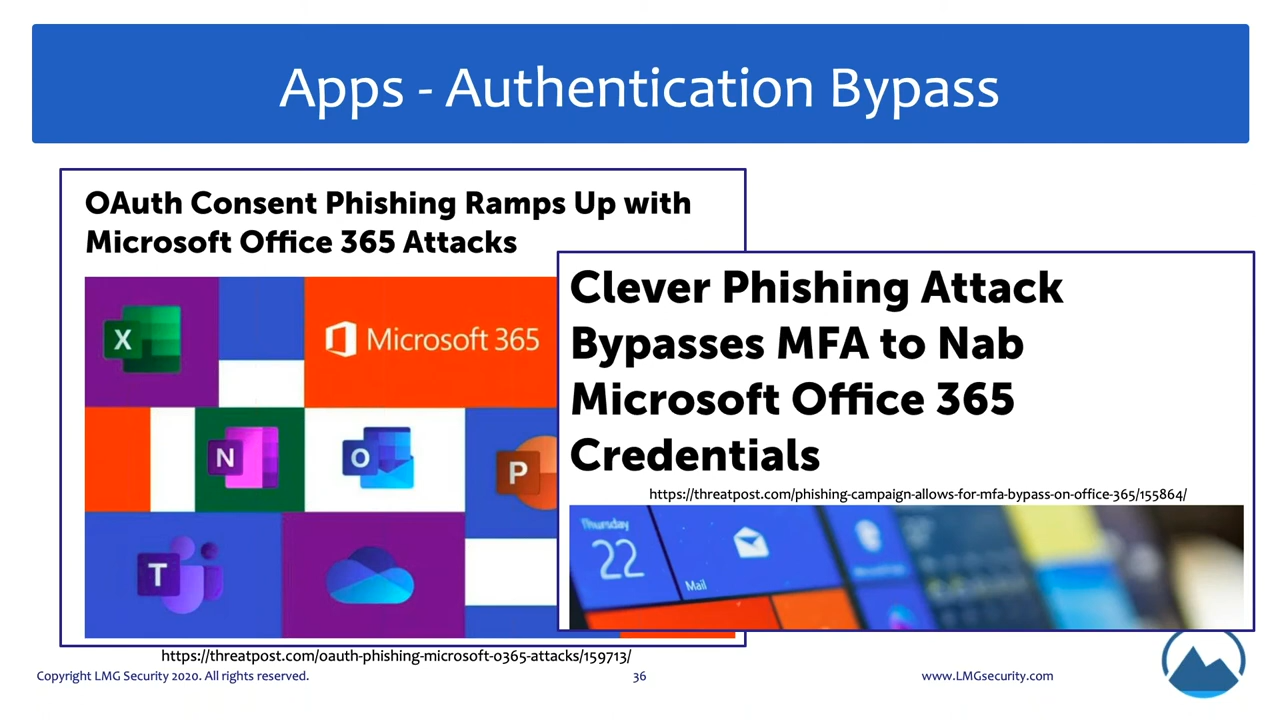 Apps - Authentication Bypass
OAuth Consent Phishing Ramps Up with
Microsoft Office 365 Attacks
X
Microsoft 365
N
O
P
T
Clever Phishing Attack
Bypasses MFA to Nab
Microsoft Office 365
Credentials
https://threatpost.com/phishing-campaign-allows-for-mfa-bypass-on-office-365/155864/
Thursday
22
Mail
https://threatpost.com/oauth-phishing-microsoft-o365-attacks/159713/
Copyright LMG Security 2020. All rights reserved.
36
www.LMGsecurity.com